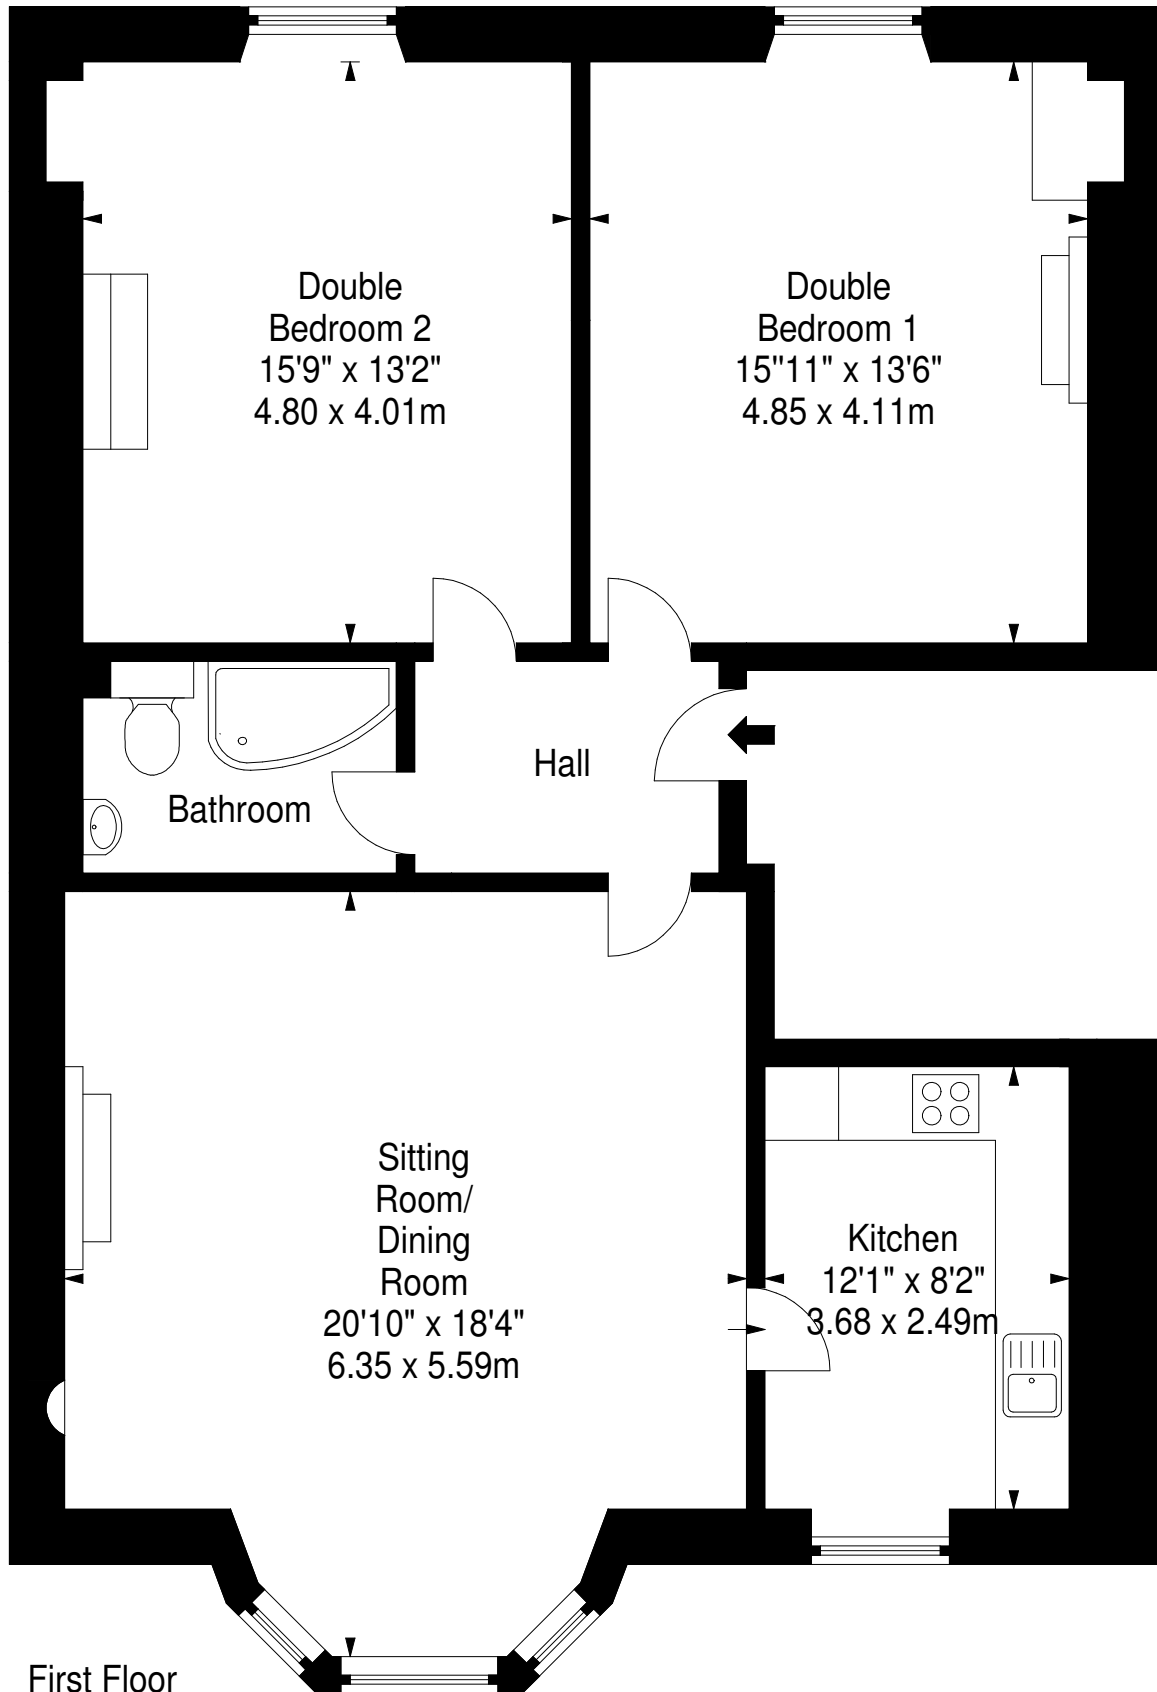 Double
Bedroom 2
15'9" x 13'2"
4.80 x 4.01m
Double
Bedroom 1
15"11" x 13'6"
4.85 x 4.11m
Hall
Bathroom
Sitting
Room/
Dining
Room
20'10" x 18'4"
6.35 x 5.59m
Kitchen
12'1" x 8'2"
3.68 x 2.49m
First Floor